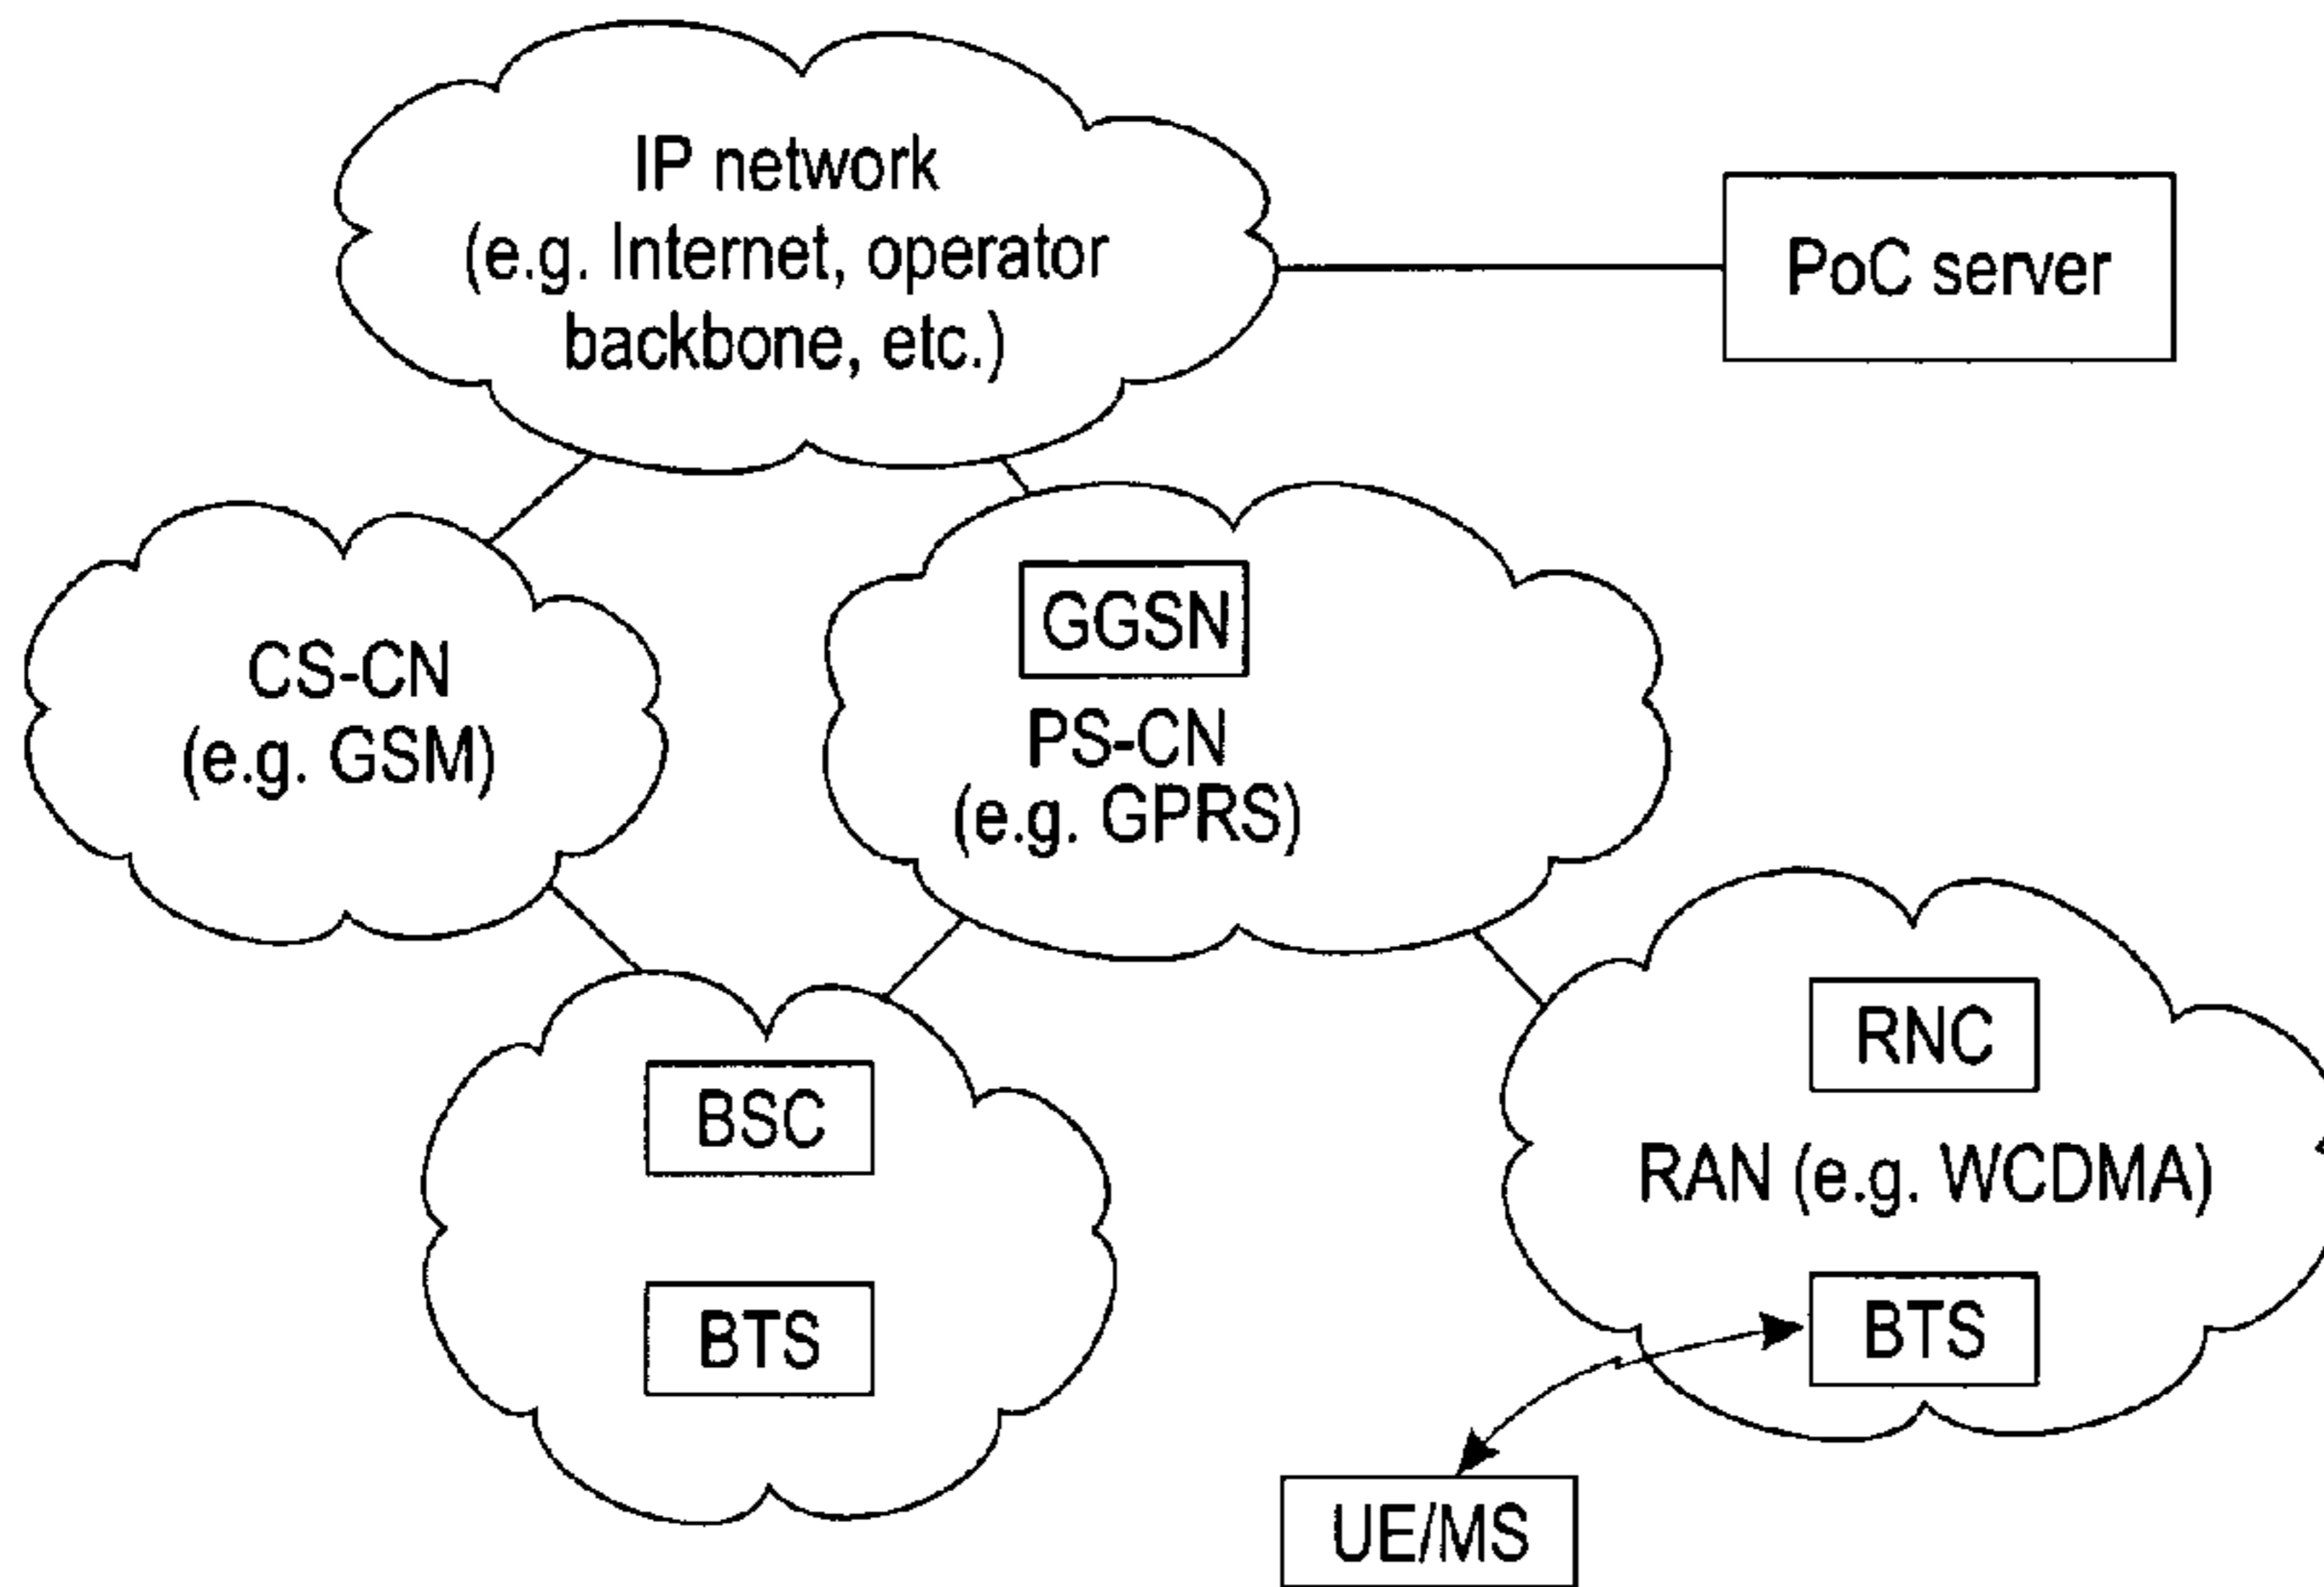 IP network
(e.g. Internet, operator
backbone, etc.)
PoC server
GGSN
CS-CN
(e.g. GSM)
PS-CN
(e.g. GPRS)
RNC
BSC
RAN (e.g. WCDMA)
BTS
BTS
UE/MS